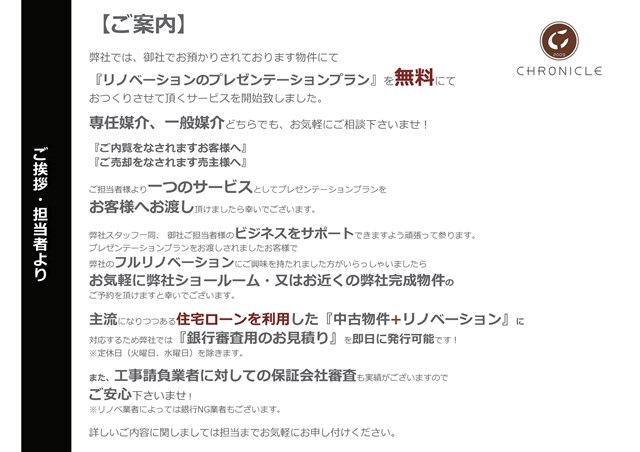 【ご案内】
CHRONICLE
弊社では、御社でお預かりされております物件にて
『リノベーションのプレゼンテーションプラン』を無料にて
おつくりさせて頂くサービスを開始致しました。
専任媒介、一般媒介どちらでも、お気軽にご相談下さいませ！
『ご内覧をなされますお客様へ』
『ご売却をなされます売主様へ』
ご担当者様より一つのサービスとしてプレゼンテーションプランを
お客様へお渡し頂けましたら幸いでございます。
弊社スタッフ一同、 御社ご担当者様のビジネスをサポートできますよう頑張って参ります。
プレゼンテーションプランをお渡しされましたお客様で
弊社のフルリノベーションにご興味を持たれました方がいらっしゃいましたら
お気軽に弊社ショールーム・又はお近くの弊社完成物件の
ご予約を頂けますと幸いでございます。
主流になりつつある住宅ローンを利用した『中古物件+リノベーション』に
対応するため弊社では『銀行審査用のお見積り』を即日に発行可能です！
※定休日（火曜日、水曜日）を除きます。
また、工事請負業者に対しての保証会社審査も実績がございますので
ご安心下さいませ！
※リノベ業者によっては銀行NG業者もございます。
詳しいご内容に関しましては担当までお気軽にお申し付けください。
ご挨拶・担当者より